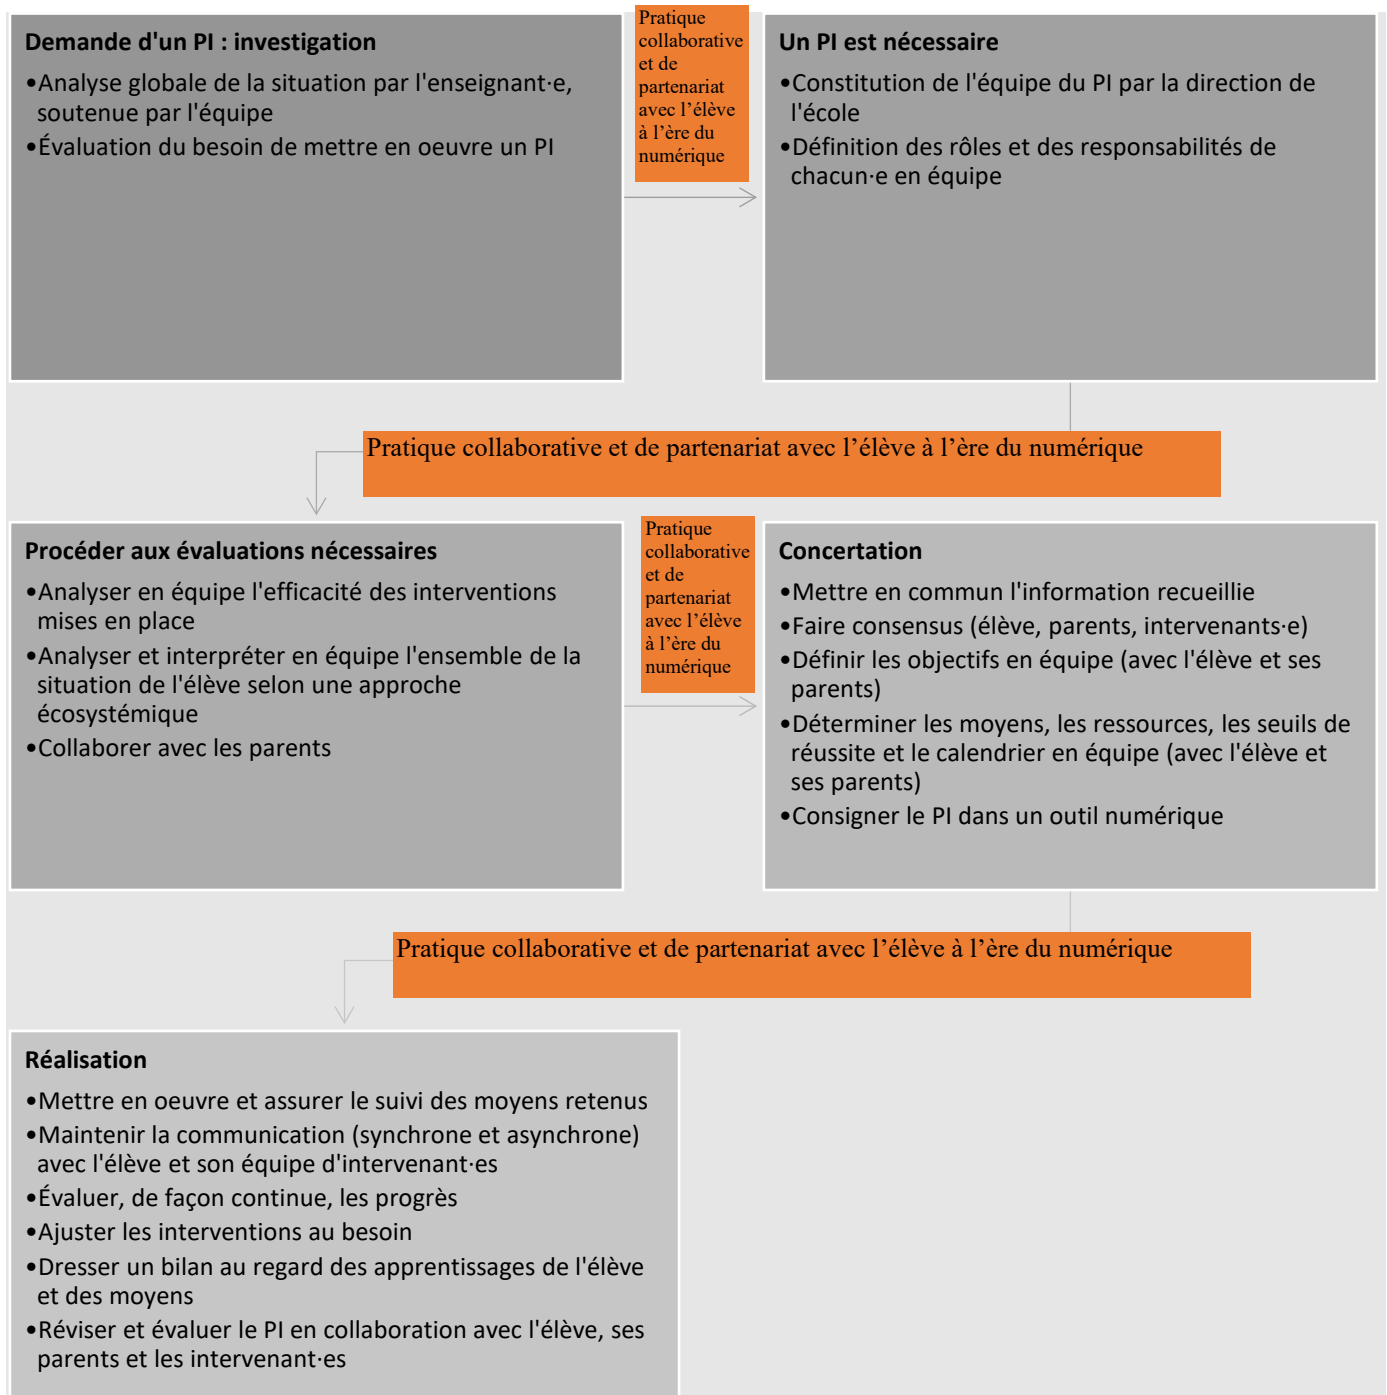 Demande d'un PI : investigation
•Analyse globale de la situation par l'enseignant·e,
soutenue par l'équipe
•Évaluation du besoin de mettre en oeuvre un PI
Pratique
collaborative
et de
partenariat
avec l’élève
à l’ère du
numérique
Un PI est nécessaire
•Constitution de l'équipe du PI par la direction de
l'école
•Définition des rôles et des responsabilités de
chacun·e en équipe
Pratique collaborative et de partenariat avec l’élève à l’ère du numérique
Procéder aux évaluations nécessaires
•Analyser en équipe l'efficacité des interventions
mises en place
•Analyser et interpréter en équipe l'ensemble de la
situation de l'élève selon une approche
écosystémique
•Collaborer avec les parents
Pratique
collaborative
et de
partenariat
avec l’élève
à l’ère du
numérique
Concertation
•Mettre en commun l'information recueillie
•Faire consensus (élève, parents, intervenants·e)
•Définir les objectifs en équipe (avec l'élève et ses
parents)
•Déterminer les moyens, les ressources, les seuils de
réussite et le calendrier en équipe (avec l'élève et
ses parents)
•Consigner le PI dans un outil numérique
Pratique collaborative et de partenariat avec l’élève à l’ère du numérique
Réalisation
•Mettre en oeuvre et assurer le suivi des moyens retenus
•Maintenir la communication (synchrone et asynchrone)
avec l'élève et son équipe d'intervenant·es
•Évaluer, de façon continue, les progrès
•Ajuster les interventions au besoin
•Dresser un bilan au regard des apprentissages de l'élève
et des moyens
•Réviser et évaluer le PI en collaboration avec l'élève, ses
parents et les intervenant·es